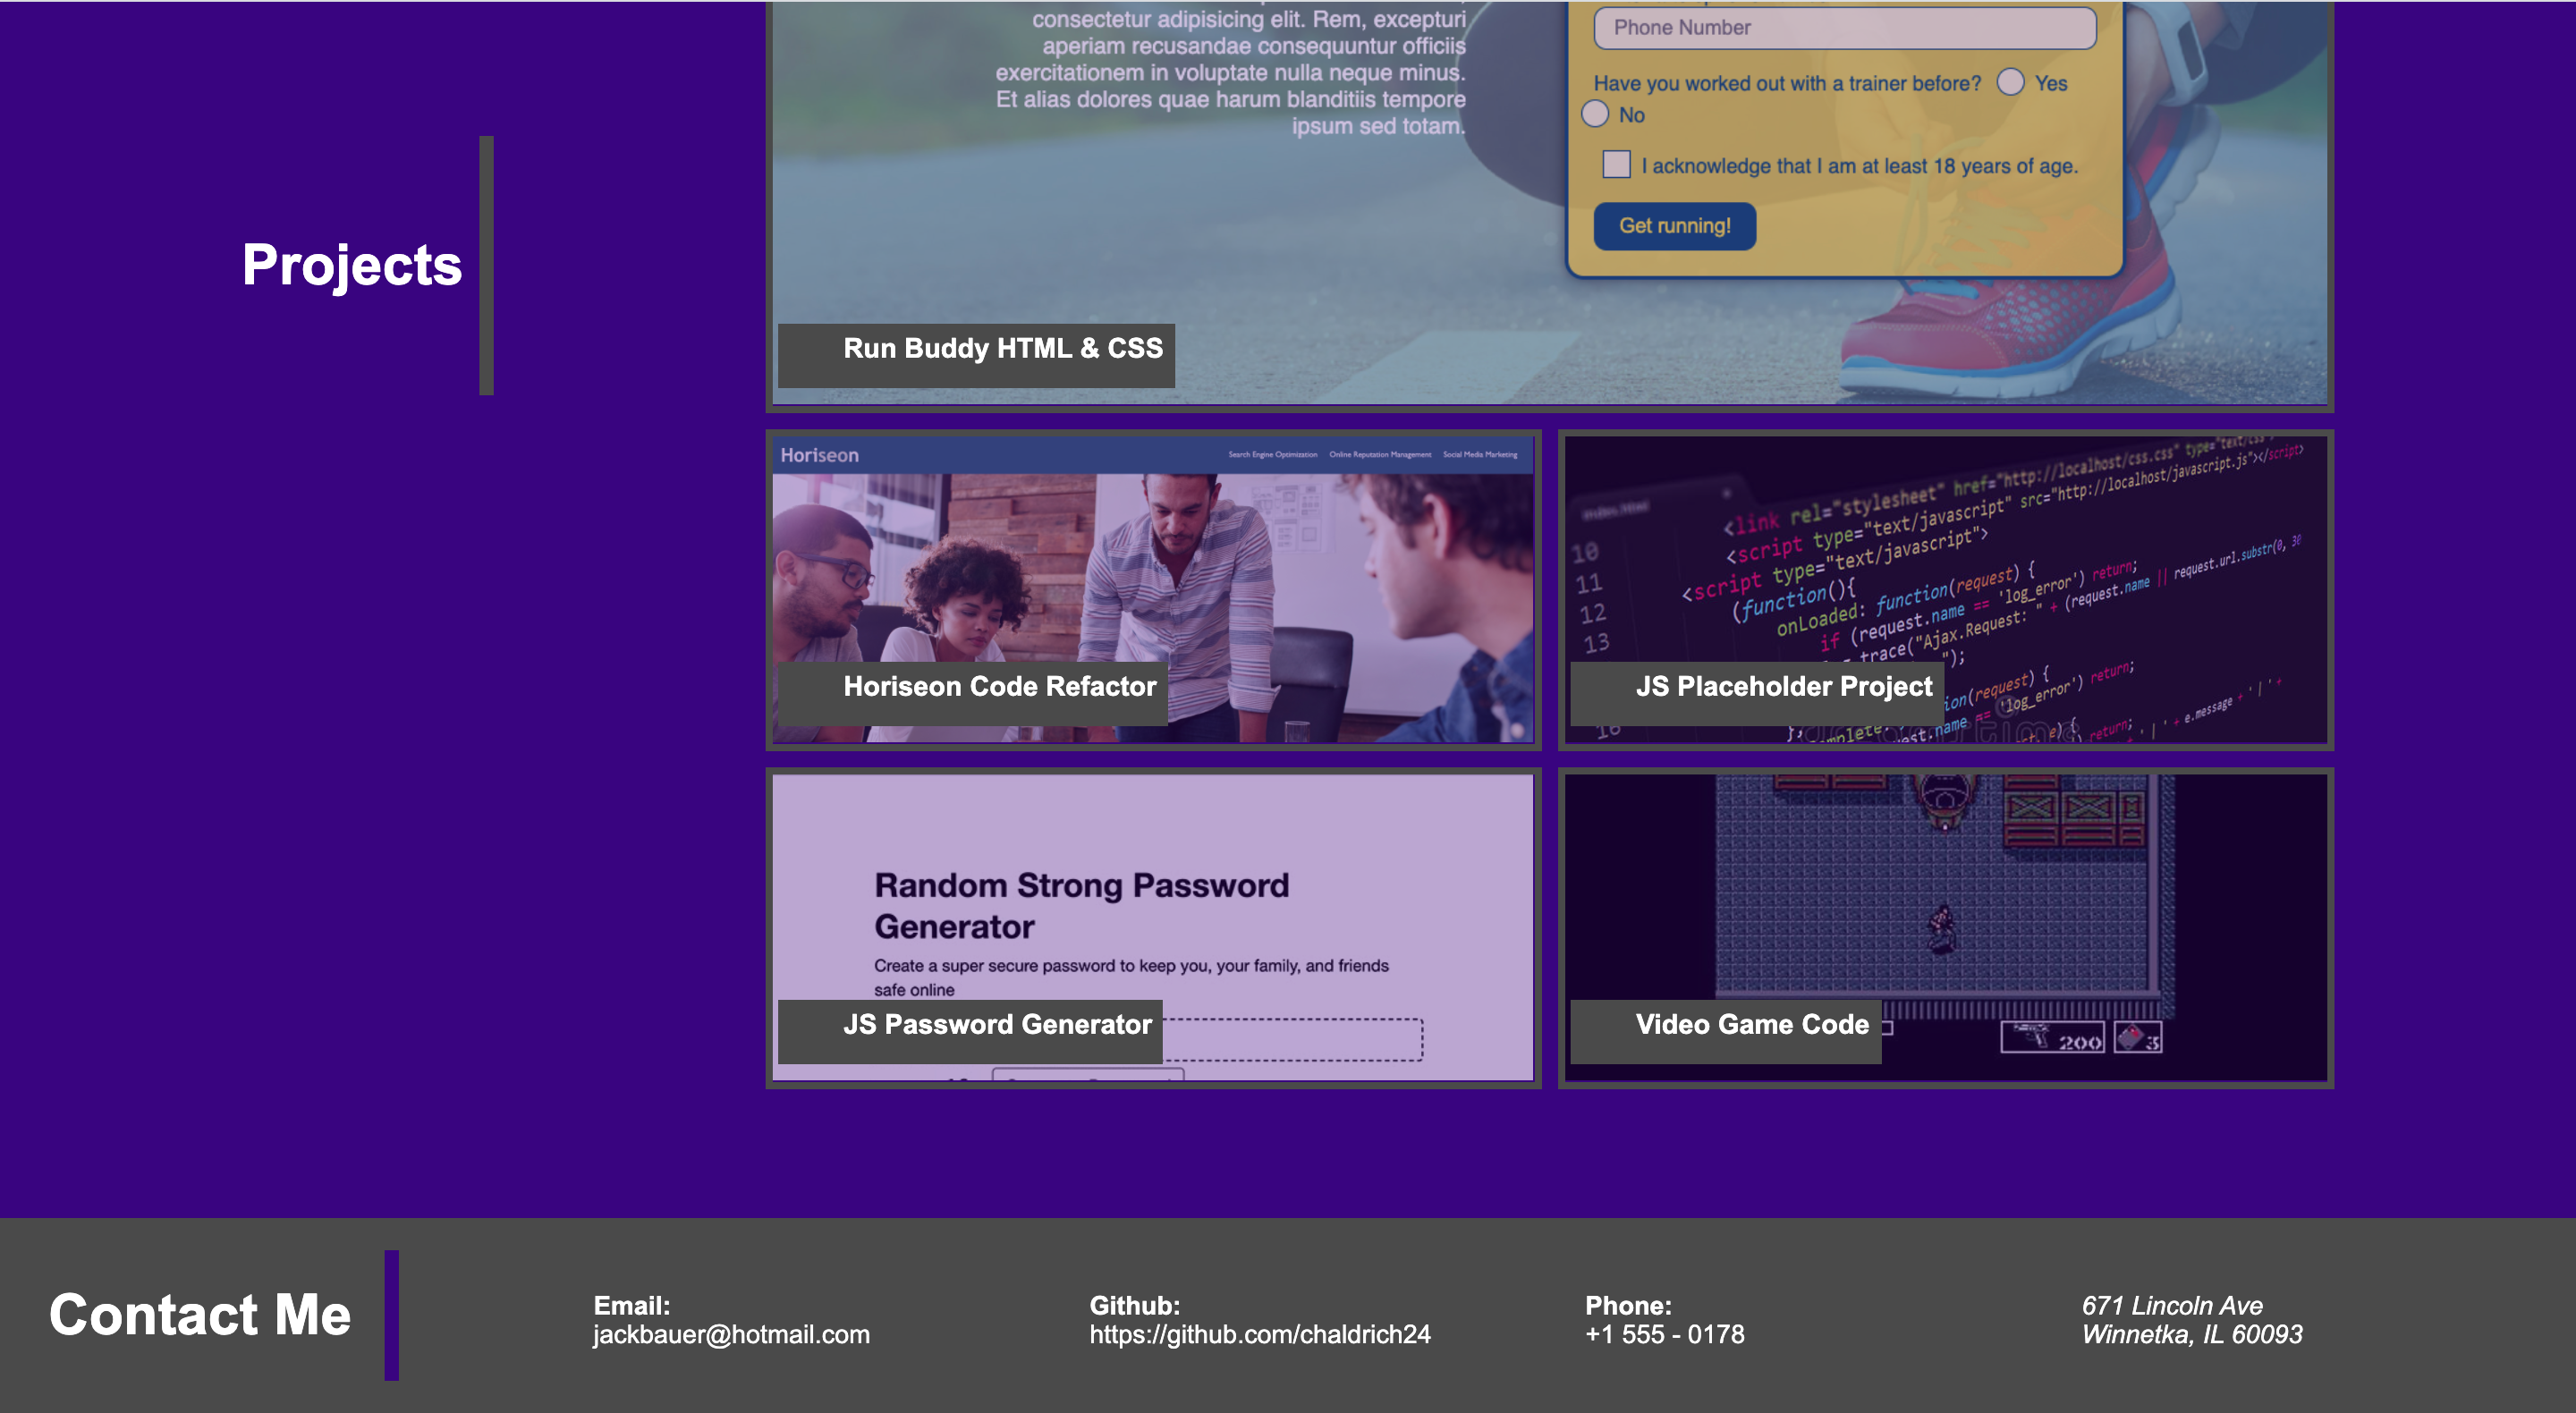 consectetur adipisicing elit. Rem, excepturi
aperiam recusandae consequuntur officiis
exercitationem in voluptate nulla neque minus.
Et alias dolores quae harum blanditiis tempore
ipsum sed totam.
Phone Number
Have you worked out with a trainer before? Yes
No
I acknowledge that I am at least 18 years of age.
Get running!
Projects
Run Buddy HTML & CSS
Horiseon
Search Engine Optimization Online Reputation Management Social Media Marketing
Horiseon Code Refactor
index.html
<link rel="stylesheet" href="http://localhost/css.css" type="text/css"
10 <script type="text/javascript" src="http://localhost/javascript.js"></script>
11 <script type="text/javascript">
12 (function(){
13 onLoaded: function(request) {
if (request.name == 'log_error') return;
trace("Ajax.Request: " + (request.name || request.url.substr(0, 30
");
(request) {
== 'log_error') return;
16
+ ' | ' + e.message + ' | ' +
return;
JS Placeholder Project
Random Strong Password
Generator
Create a super secure password to keep you, your family, and friends
safe online
JS Password Generator
Video Game Code
200 3
Contact Me
Email:
jackbauer@hotmail.com
Github:
https://github.com/chaldrich24
Phone:
+1 555 - 0178
671 Lincoln Ave
Winnetka, IL 60093